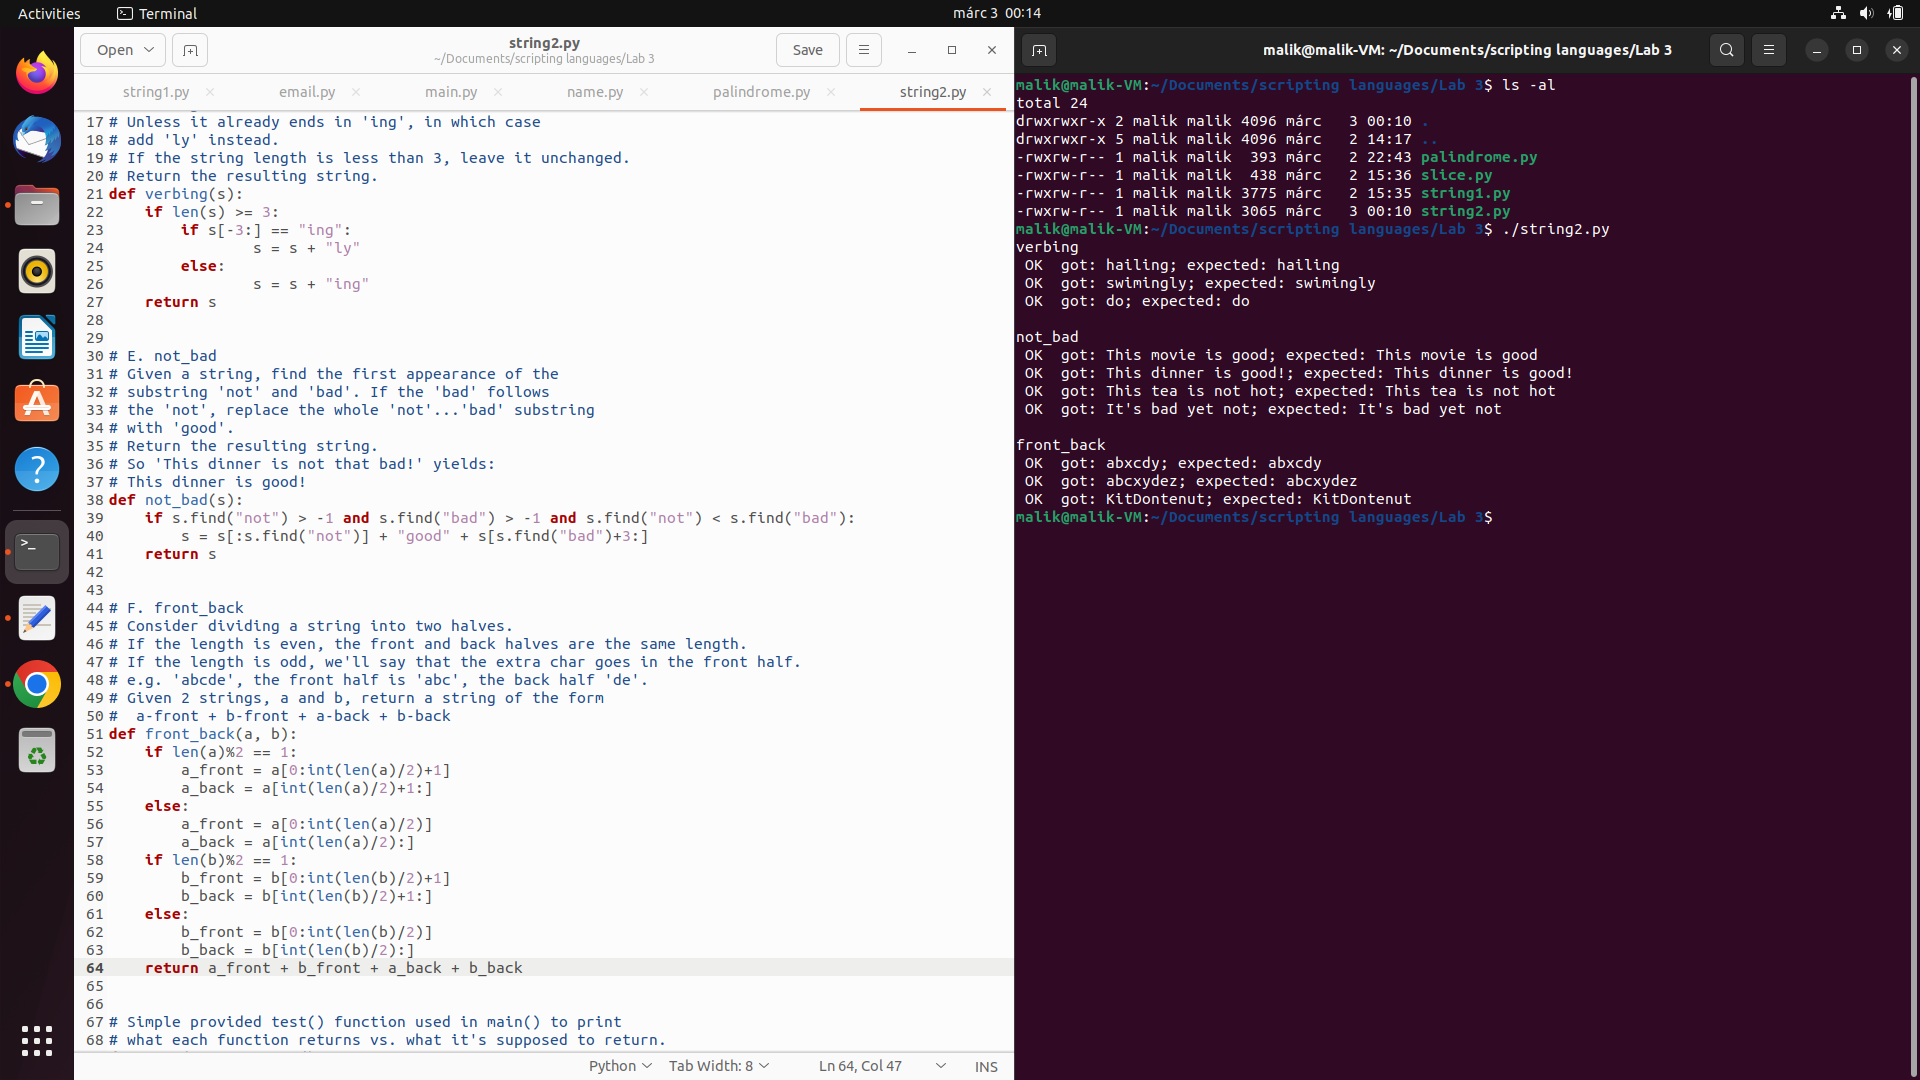 Activities
Terminal
márc 3 00:14
Open
string2.py
~/Documents/scripting languages/Lab 3
Save
string1.py
email.py
main.py
name.py
palindrome.py
string2.py
17 # Unless it already ends in 'ing', in which case
18 # add 'ly' instead.
19 # If the string length is less than 3, leave it unchanged.
20 # Return the resulting string.
21 def verbing(s):
22     if len(s) >= 3:
23         if s[-3:] == "ing":
24                 s = s + "ly"
25         else:
26                 s = s + "ing"
27     return s
28
29
30 # E. not_bad
31 # Given a string, find the first appearance of the
32 # substring 'not' and 'bad'. If the 'bad' follows
33 # the 'not', replace the whole 'not'...'bad' substring
34 # with 'good'.
35 # Return the resulting string.
36 # So 'This dinner is not that bad!' yields:
37 # This dinner is good!
38 def not_bad(s):
39     if s.find("not") > -1 and s.find("bad") > -1 and s.find("not") < s.find("bad"):
40         s = s[:s.find("not")] + "good" + s[s.find("bad")+3:]
41     return s
42
43
44 # F. front_back
45 # Consider dividing a string into two halves.
46 # If the length is even, the front and back halves are the same length.
47 # If the length is odd, we'll say that the extra char goes in the front half.
48 # e.g. 'abcde', the front half is 'abc', the back half 'de'.
49 # Given 2 strings, a and b, return a string of the form
50 #  a-front + b-front + a-back + b-back
51 def front_back(a, b):
52     if len(a)%2 == 1:
53         a_front = a[0:int(len(a)/2)+1]
54         a_back = a[int(len(a)/2)+1:]
55     else:
56         a_front = a[0:int(len(a)/2)]
57         a_back = a[int(len(a)/2):]
58     if len(b)%2 == 1:
59         b_front = b[0:int(len(b)/2)+1]
60         b_back = b[int(len(b)/2)+1:]
61     else:
62         b_front = b[0:int(len(b)/2)]
63         b_back = b[int(len(b)/2):]
64     return a_front + b_front + a_back + b_back
65
66
67 # Simple provided test() function used in main() to print
68 # what each function returns vs. what it's supposed to return.
Python
Tab Width: 8
Ln 64, Col 47
INS
malik@malik-VM: ~/Documents/scripting languages/Lab 3
malik@malik-VM:~/Documents/scripting languages/Lab 3$ ls -al
total 24
drwxrwxr-x 2 malik malik 4096 márc   3 00:10 .
drwxrwxr-x 5 malik malik 4096 márc   2 14:17 ..
-rwxrw-r-- 1 malik malik  393 márc   2 22:43 palindrome.py
-rwxrw-r-- 1 malik malik  438 márc   2 15:36 slice.py
-rwxrw-r-- 1 malik malik 3775 márc   2 15:35 string1.py
-rwxrw-r-- 1 malik malik 3065 márc   3 00:10 string2.py
malik@malik-VM:~/Documents/scripting languages/Lab 3$ ./string2.py
verbing
 OK  got: hailing; expected: hailing
 OK  got: swimingly; expected: swimingly
 OK  got: do; expected: do
not_bad
 OK  got: This movie is good; expected: This movie is good
 OK  got: This dinner is good!; expected: This dinner is good!
 OK  got: This tea is not hot; expected: This tea is not hot
 OK  got: It's bad yet not; expected: It's bad yet not
front_back
 OK  got: abxcdy; expected: abxcdy
 OK  got: abcxydez; expected: abcxydez
 OK  got: KitDontenut; expected: KitDontenut
malik@malik-VM:~/Documents/scripting languages/Lab 3$